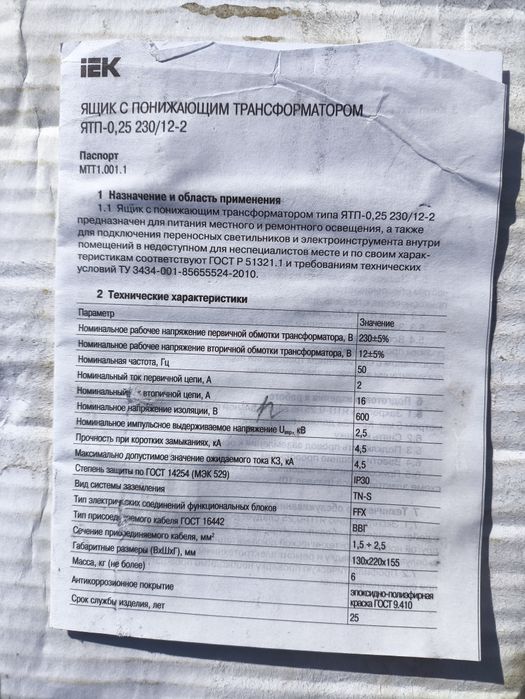 iEK
ЯЩИК С ПОНИЖАЮЩИМ ТРАНСФОРМАТОРОМ
ЯТП-0,25 230/12-2
Паспорт
МТТ1.001.1
1 Назначение и область применения
1.1 Ящик с понижающим трансформатором типа ЯТП-0,25 230/12-2
предназначен для питания местного и ремонтного освещения, а также
для подключения переносных светильников и электроинструмента внутри
помещений в недоступном для неспециалистов месте и по своим харак-
теристикам соответствуют ГОСТ Р 51321.1 и требованиям технических
условий ТУ 3434-001-85655524-2010.
2 Технические характеристики
Параметр Значение
Номинальное рабочее напряжение первичной обмотки трансформатора, В 230±5%
Номинальное рабочее напряжение вторичной обмотки трансформатора, В 12±5%
Номинальная частота, Гц 50
Номинальный ток первичной цепи, А 2
Номинальный вторичной цепи, А 16
Номинальное напряжение изоляции, В 600
Номинальное импульсное выдерживаемое напряжение Uimp, кВ 2,5
Прочность при коротких замыканиях, кА 4,5
Максимально допустимое значение ожидаемого тока КЗ, кА 4,5
Степень защиты по ГОСТ 14254 (МЭК 529) IP30
Вид системы заземления TN-S
Тип электрических соединений функциональных блоков FFX
Тип присоединяемого кабеля ГОСТ 16442 ВВГ
Сечение присоединяемого кабеля, мм² 1,5 ÷ 2,5
Габаритные размеры (ВхШхГ), мм 130х220х155
Масса, кг (не более) 6
Антикоррозионное покрытие эпоксидно-полиэфирная
краска ГОСТ 9.410
Срок службы изделия, лет 25